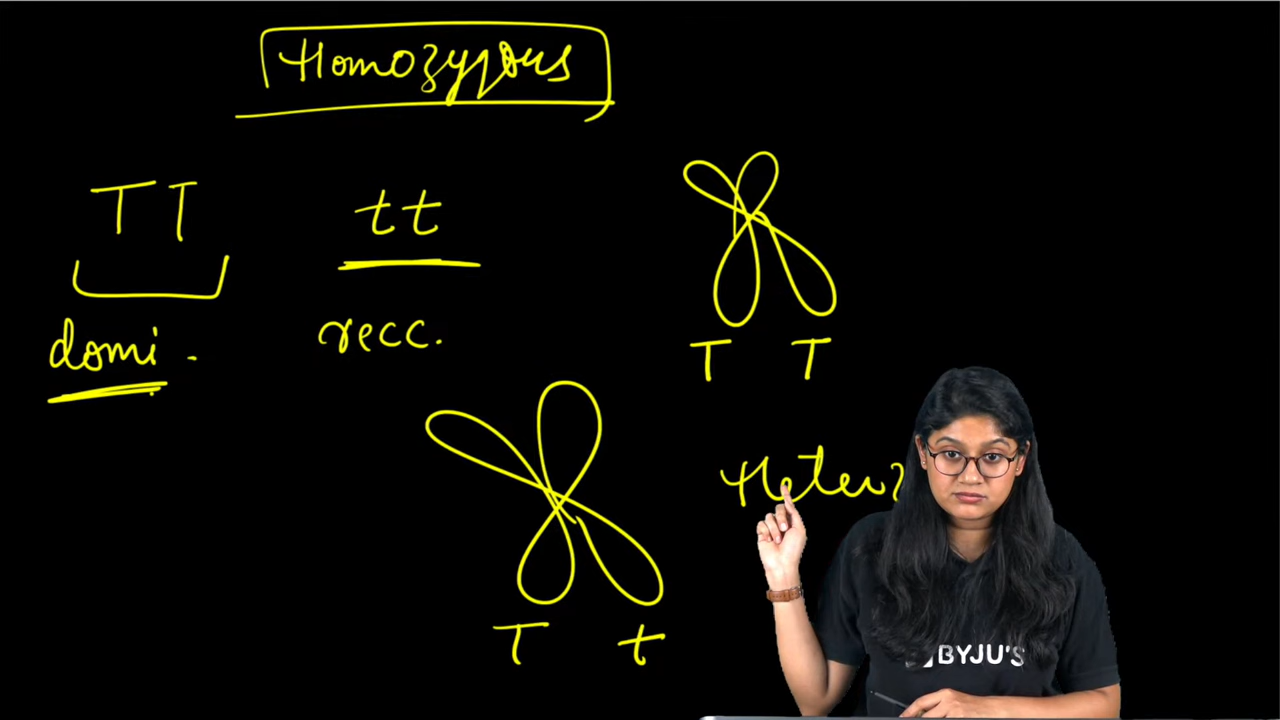 Homozygous
TT
tt
domi.
recc.
T T
T t
BYJU'S